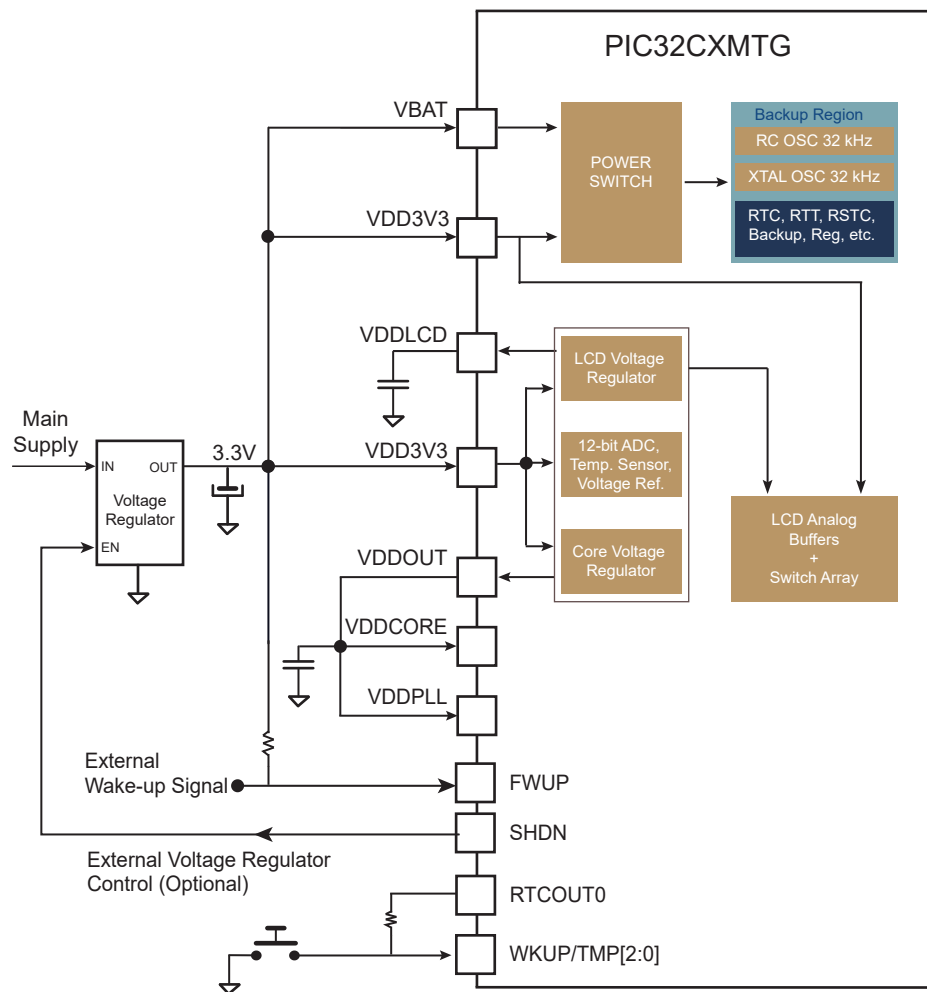 PIC32CXMTG
VBAT
POWER
SWITCH
Backup Region
RC OSC 32 kHz
XTAL OSC 32 kHz
RTC, RTT, RSTC,
Backup, Reg, etc.
VDD3V3
VDDLCD
LCD Voltage
Regulator
Main
Supply
3.3V
VDD3V3
12-bit ADC,
Temp. Sensor,
Voltage Ref.
IN
OUT
Voltage
Regulator
EN
LCD Analog
Buffers
+
Switch Array
Core Voltage
Regulator
VDDOUT
VDDCORE
VDDPLL
External
Wake-up Signal
FWUP
SHDN
External Voltage Regulator
Control (Optional)
RTCOUT0
WKUP/TMP[2:0]